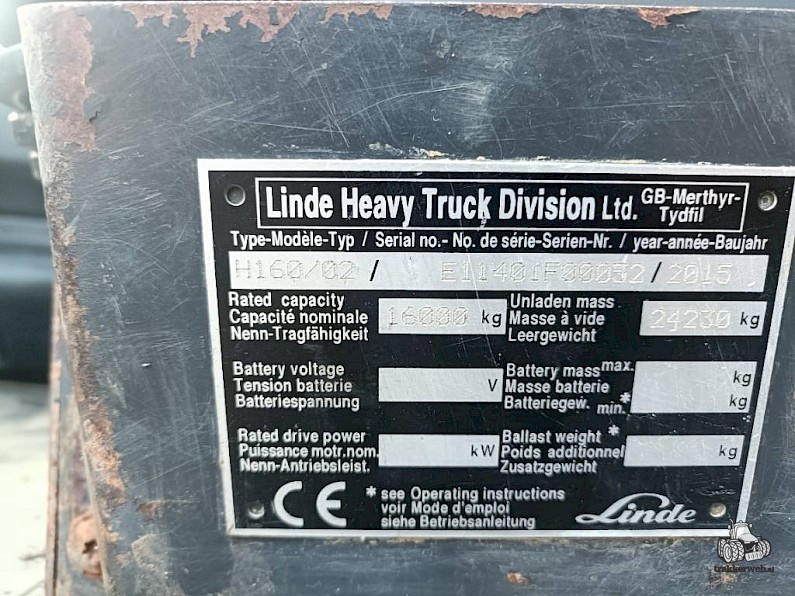 Linde Heavy Truck Division Ltd. GB-Merthyr-
Tydfil
Type-Modèle-Typ / Serial no.- No. de série-Serien-Nr. / year-année-Baujahr
H160/02 / E11401F00052 / 2015
Rated capacity
Capacité nominale
Nenn-Tragfähigkeit
16000 kg
Unladen mass
Masse à vide
Leergewicht
24230 kg
Battery voltage
Tension batterie
Batteriespannung
V
Battery mass max.
Masse batterie
Batteriegew. min.*
kg
kg
Rated drive power
Puissance motr.nom.
Nenn-Antriebsleist.
kW
Ballast weight *
Poids additionnel
Zusatzgewicht
kg
CE
* see Operating instructions
voir Mode d'emploi
siehe Betriebsanleitung
Linde
trakkerweb.nl